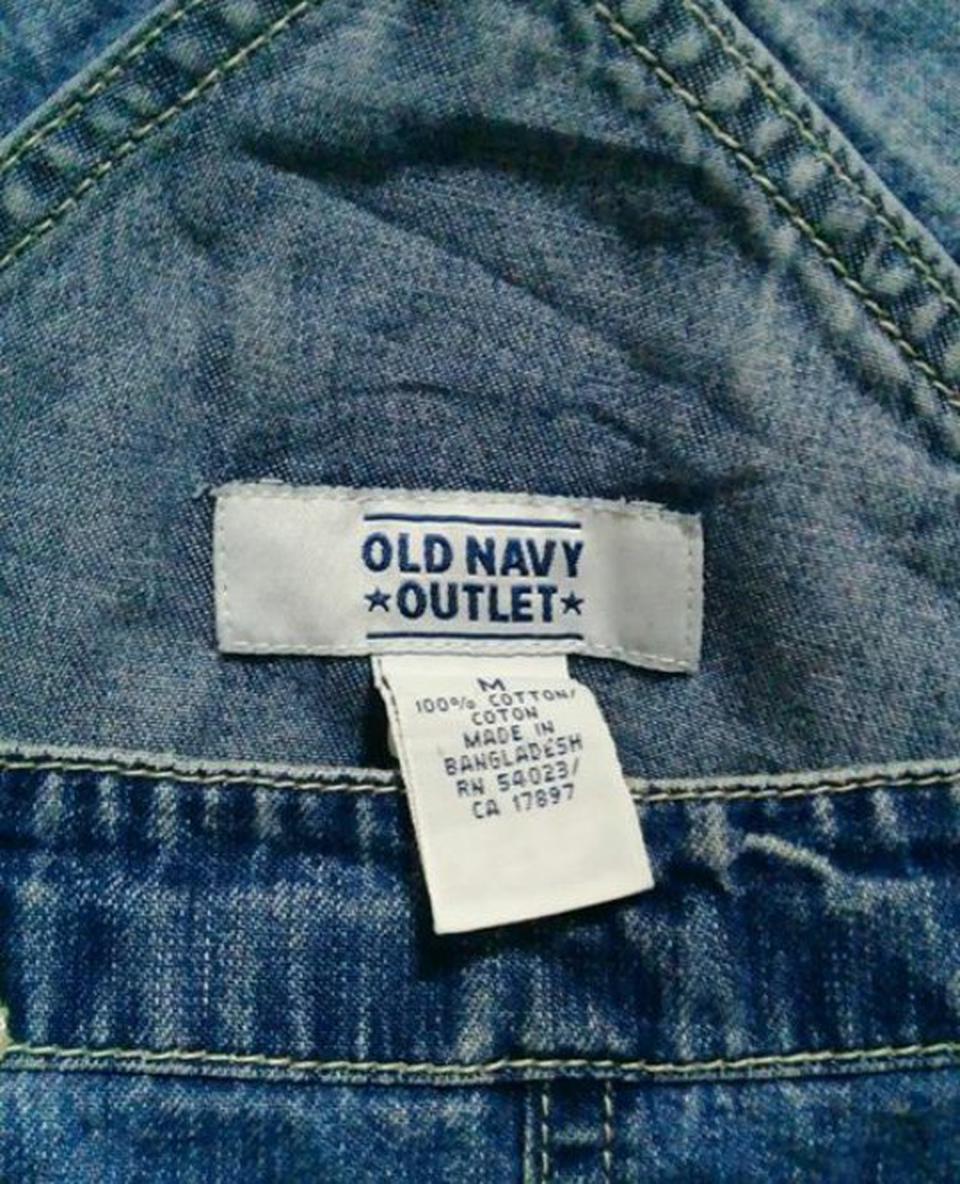 OLD NAVY
★OUTLET★
M
100% COTTON/
COTON
MADE IN
BANGLADESH
RN 54023/
CA 17897